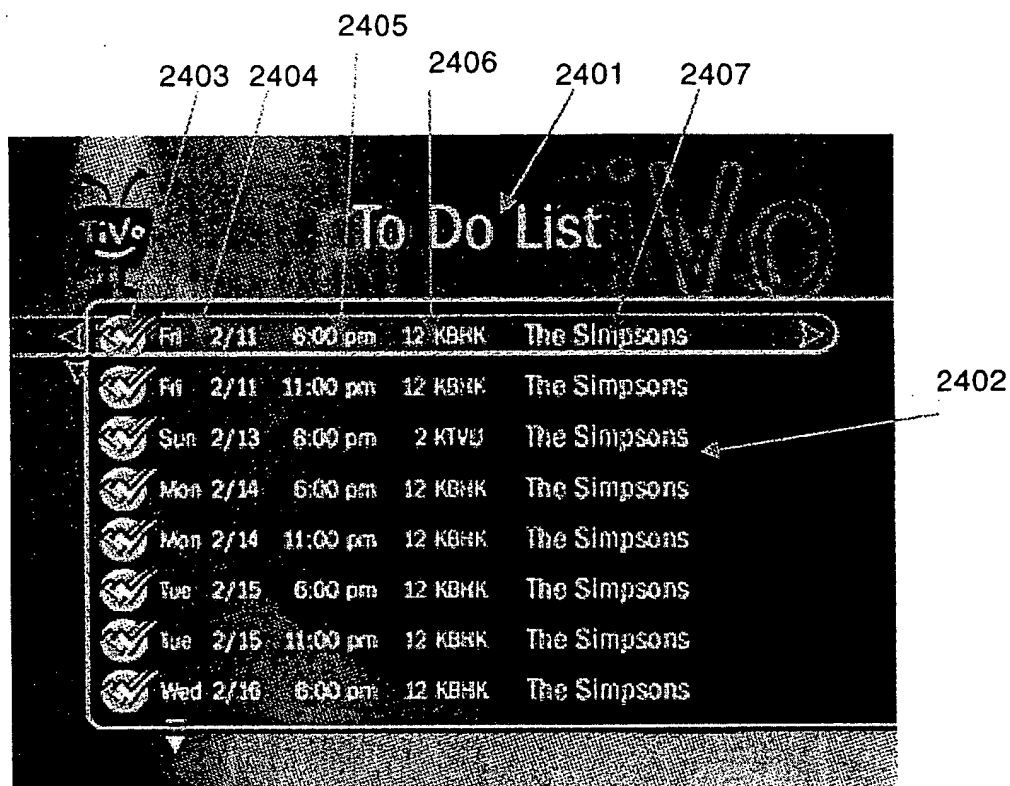 2405
2403 2404 2406 2401 2407
TiVo
iVo
To Do List
Fri 2/11 6:00 pm 12 KBHK The Simpsons
Fri 2/11 11:00 pm 12 KBHK The Simpsons
2402
Sun 2/13 8:00 pm 2 KTVU The Simpsons
Mon 2/14 6:00 pm 12 KBHK The Simpsons
Mon 2/14 11:00 pm 12 KBHK The Simpsons
Tue 2/15 6:00 pm 12 KBHK The Simpsons
Tue 2/15 11:00 pm 12 KBHK The Simpsons
Wed 2/16 6:00 pm 12 KBHK The Simpsons